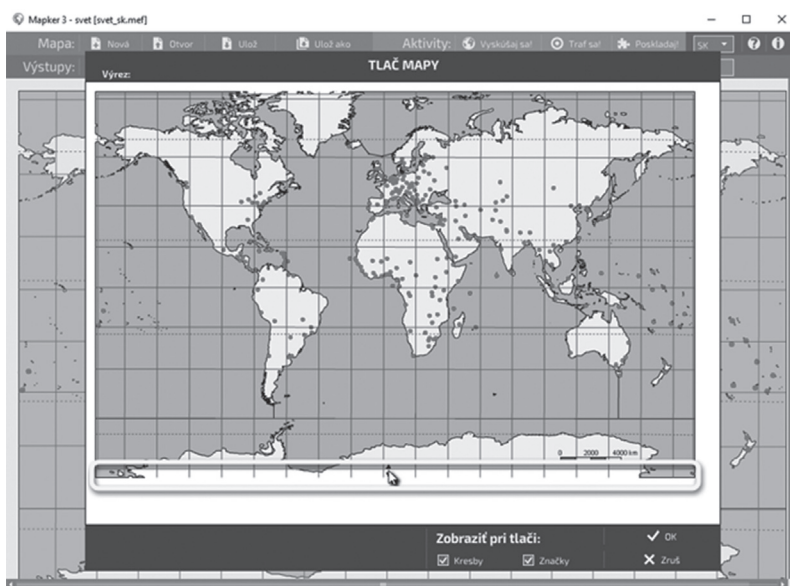 Mapker 3 - svet [svet_sk.mef]
Mapa: Nová Otvor Ulož Ulož ako Aktivity: Vyskúšaj sa! Traf sa! Poskladaj! SK
Výstupy:
TLAČ MAPY
Výrez:
0 2000 4000 km
Zobraziť pri tlači:
OK
Kresby Značky
Zruš